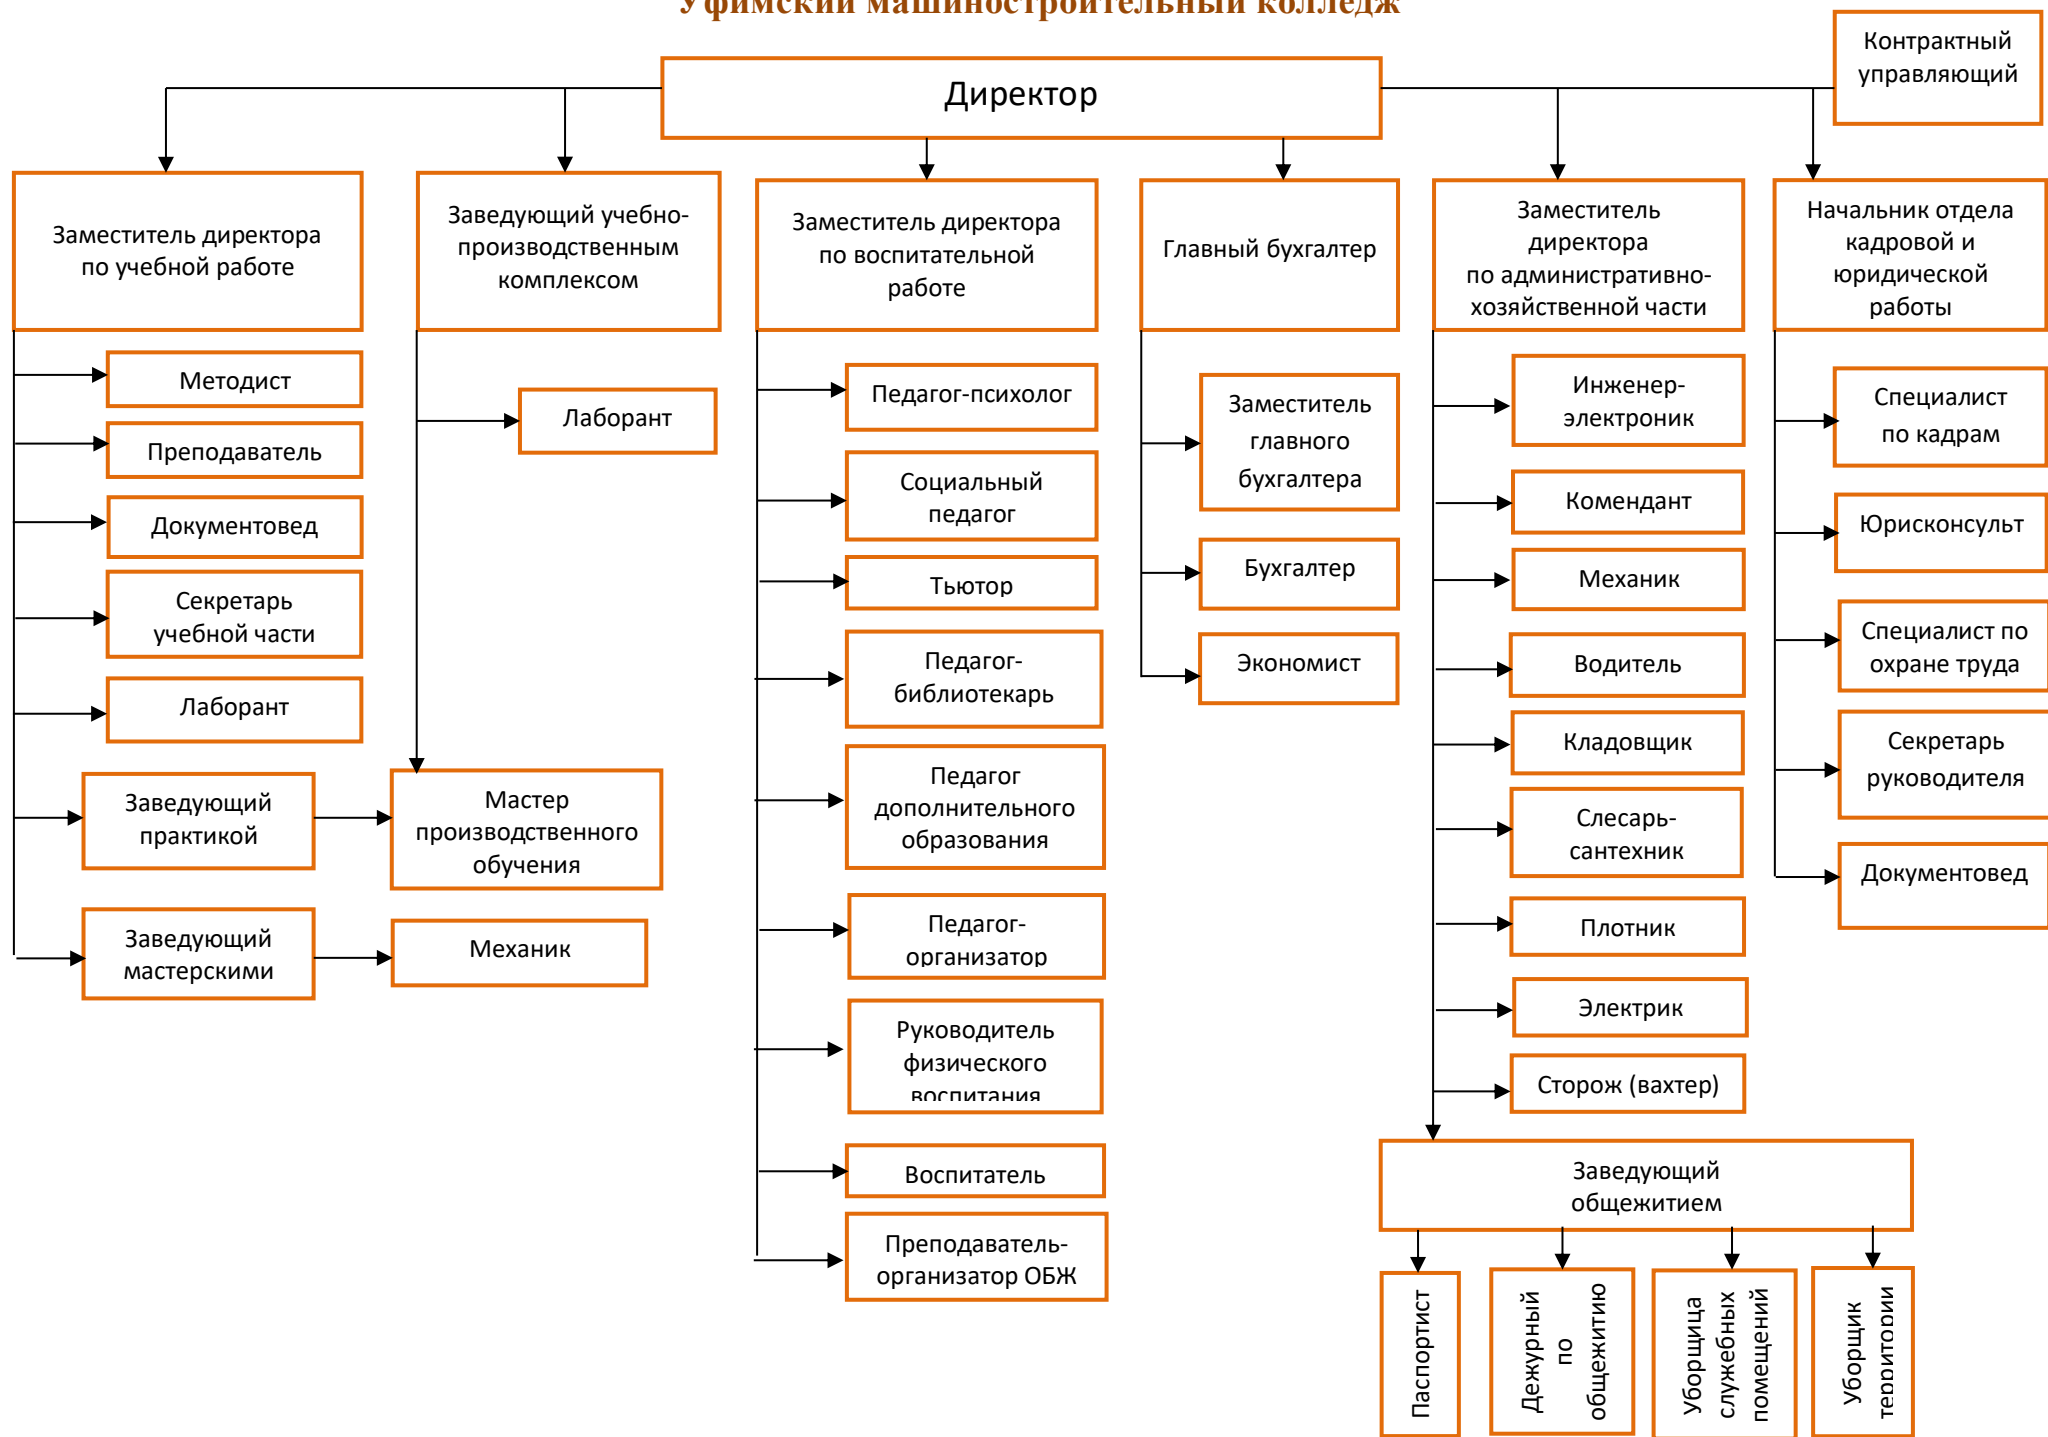 Уфимский машиностроительный колледж
Контрактный
управляющий
Директор
Заместитель директора
по учебной работе
Заведующий учебно-
производственным
комплексом
Заместитель директора
по воспитательной
работе
Главный бухгалтер
Заместитель
директора
по административно-
хозяйственной части
Начальник отдела
кадровой и
юридической
работы
Методист
Преподаватель
Документовед
Секретарь
учебной части
Лаборант
Заведующий
практикой
Заведующий
мастерскими
Лаборант
Мастер
производственного
обучения
Механик
Педагог-психолог
Социальный
педагог
Тьютор
Педагог-
библиотекарь
Педагог
дополнительного
образования
Педагог-
организатор
Руководитель
физического
воспитания
Воспитатель
Преподаватель-
организатор ОБЖ
Заместитель
главного
бухгалтера
Бухгалтер
Экономист
Инженер-
электроник
Комендант
Механик
Водитель
Кладовщик
Слесарь-
сантехник
Плотник
Электрик
Сторож (вахтер)
Заведующий
общежитием
Паспортист
Дежурный
по
общежитию
Уборщица
служебных
помещений
Уборщик
территории
Специалист
по кадрам
Юрисконсульт
Специалист по
охране труда
Секретарь
руководителя
Документовед